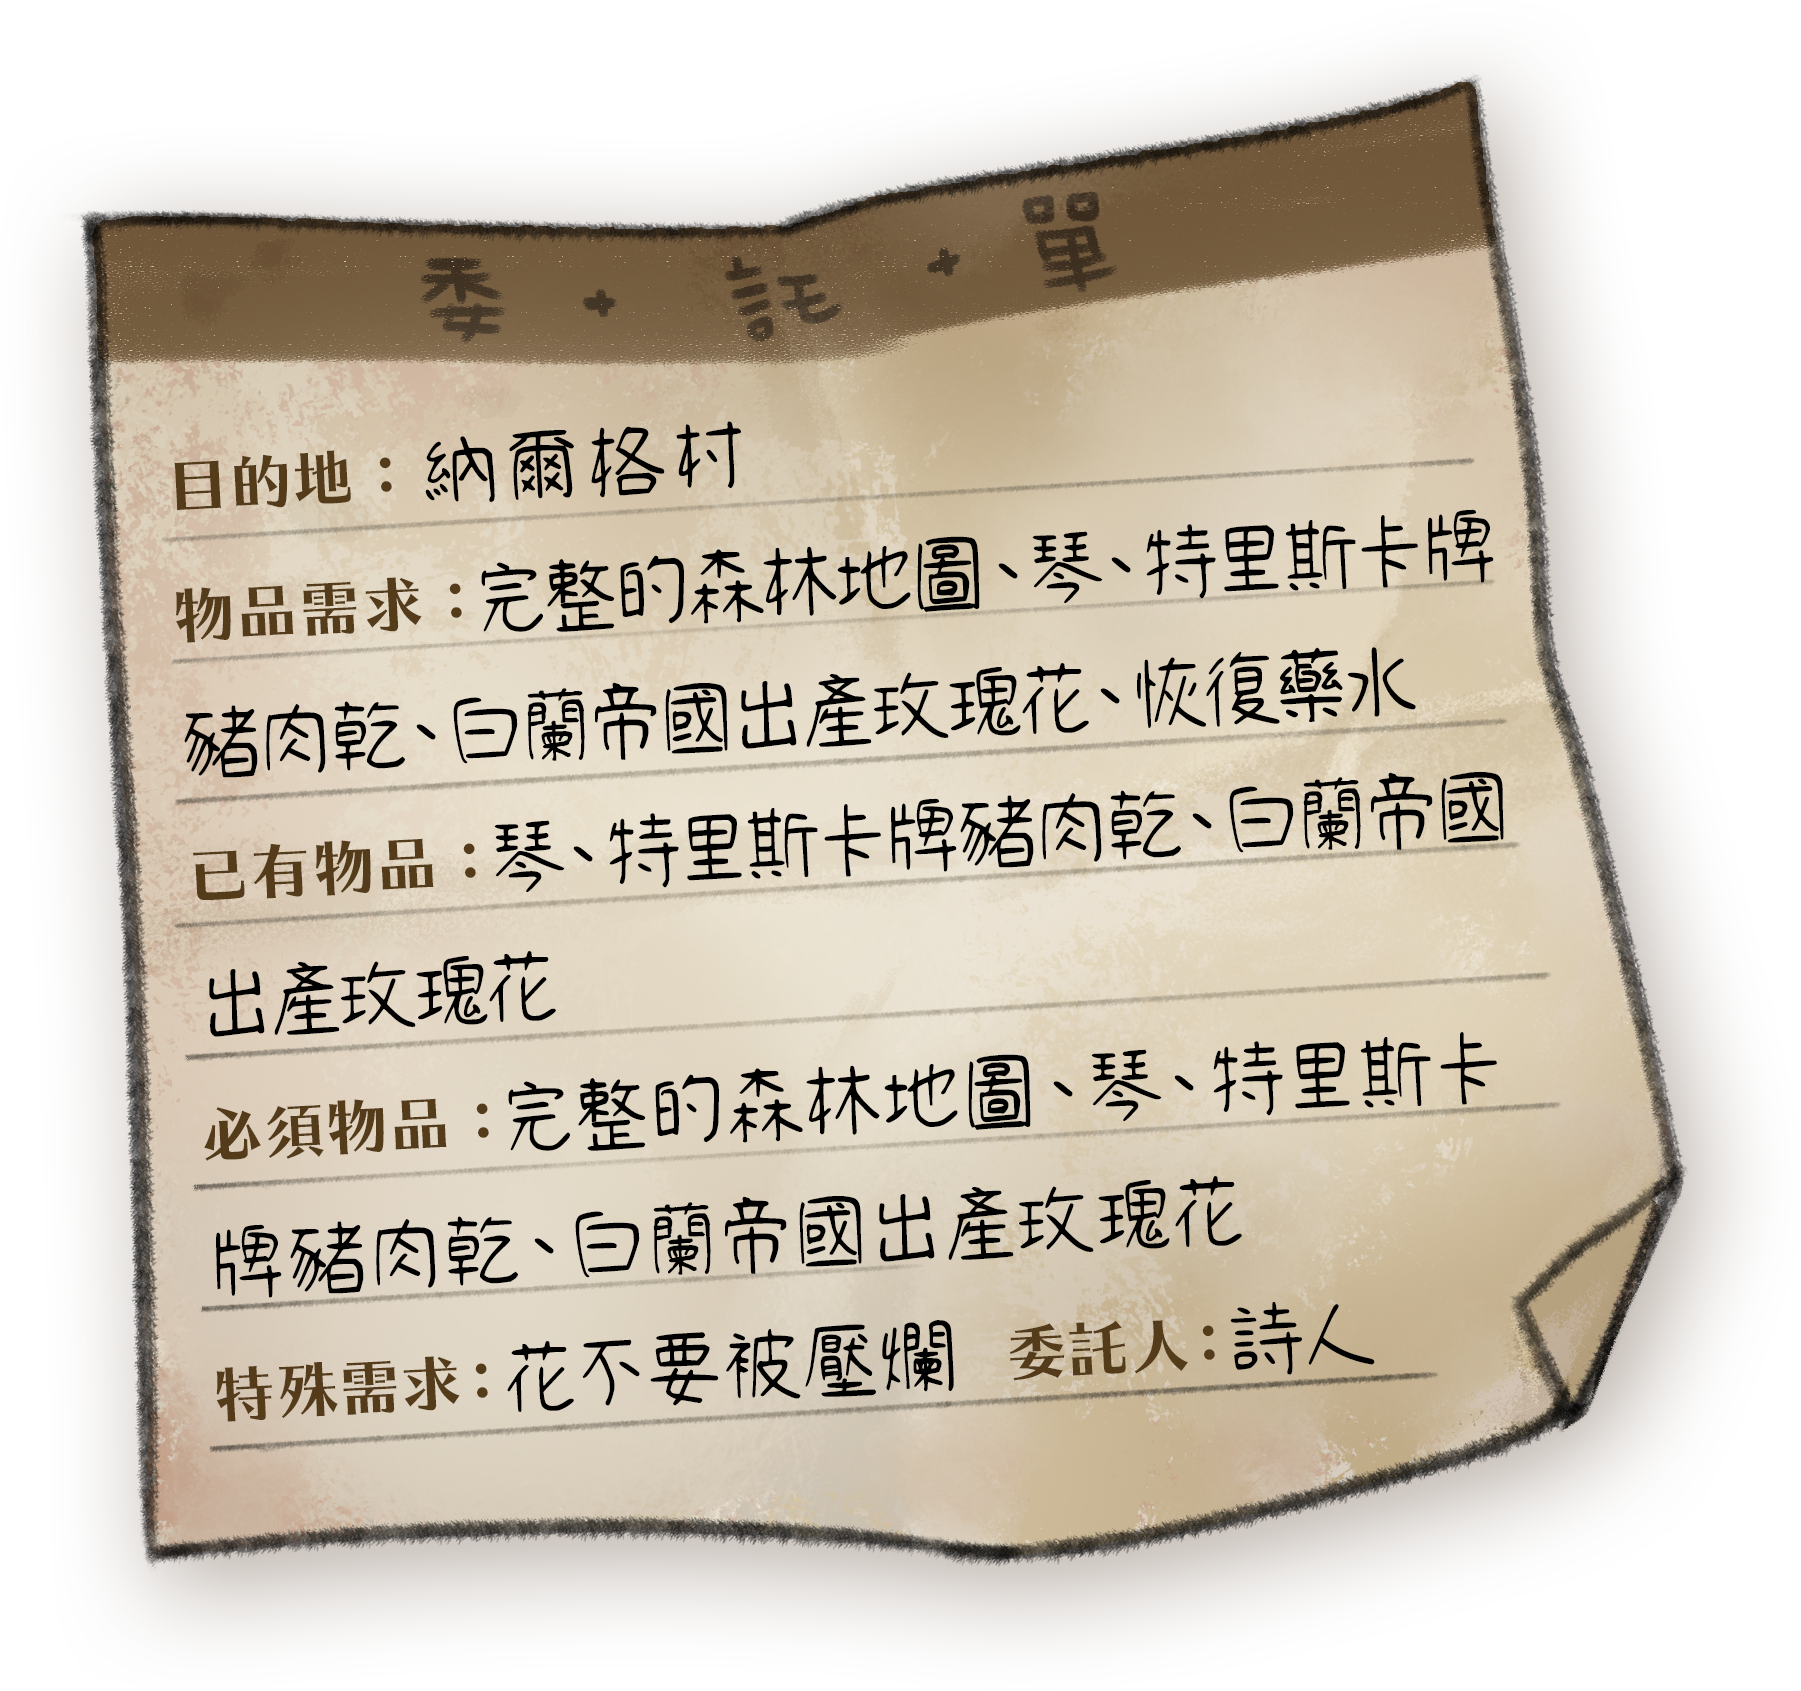 委·託·單
目的地：納爾格村
物品需求：完整的森林地圖、琴、特里斯卡牌
豬肉乾、白蘭帝國出產玫瑰花、恢復藥水
已有物品：琴、特里斯卡牌豬肉乾、白蘭帝國
出產玫瑰花
必須物品：完整的森林地圖、琴、特里斯卡
牌豬肉乾、白蘭帝國出產玫瑰花
特殊需求：花不要被壓爛 委託人：詩人